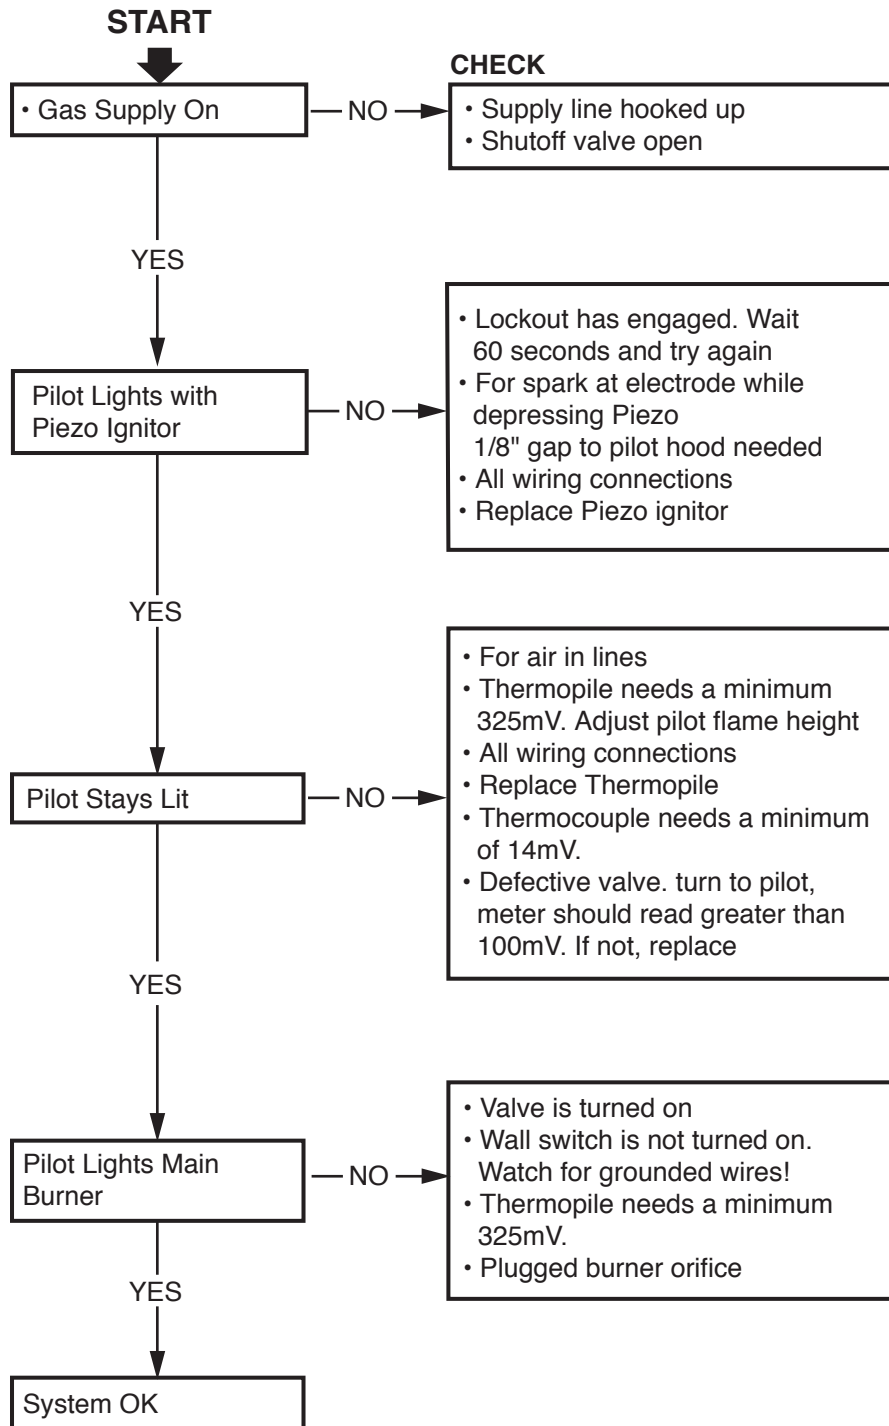 START
CHECK
• Gas Supply On
NO
• Supply line hooked up
• Shutoff valve open
YES
Pilot Lights with
Piezo Ignitor
NO
• Lockout has engaged. Wait
60 seconds and try again
• For spark at electrode while
depressing Piezo
1/8" gap to pilot hood needed
• All wiring connections
• Replace Piezo ignitor
YES
Pilot Stays Lit
NO
• For air in lines
• Thermopile needs a minimum
325mV. Adjust pilot flame height
• All wiring connections
• Replace Thermopile
• Thermocouple needs a minimum
of 14mV.
• Defective valve. turn to pilot,
meter should read greater than
100mV. If not, replace
YES
Pilot Lights Main
Burner
NO
• Valve is turned on
• Wall switch is not turned on.
Watch for grounded wires!
• Thermopile needs a minimum
325mV.
• Plugged burner orifice
YES
System OK